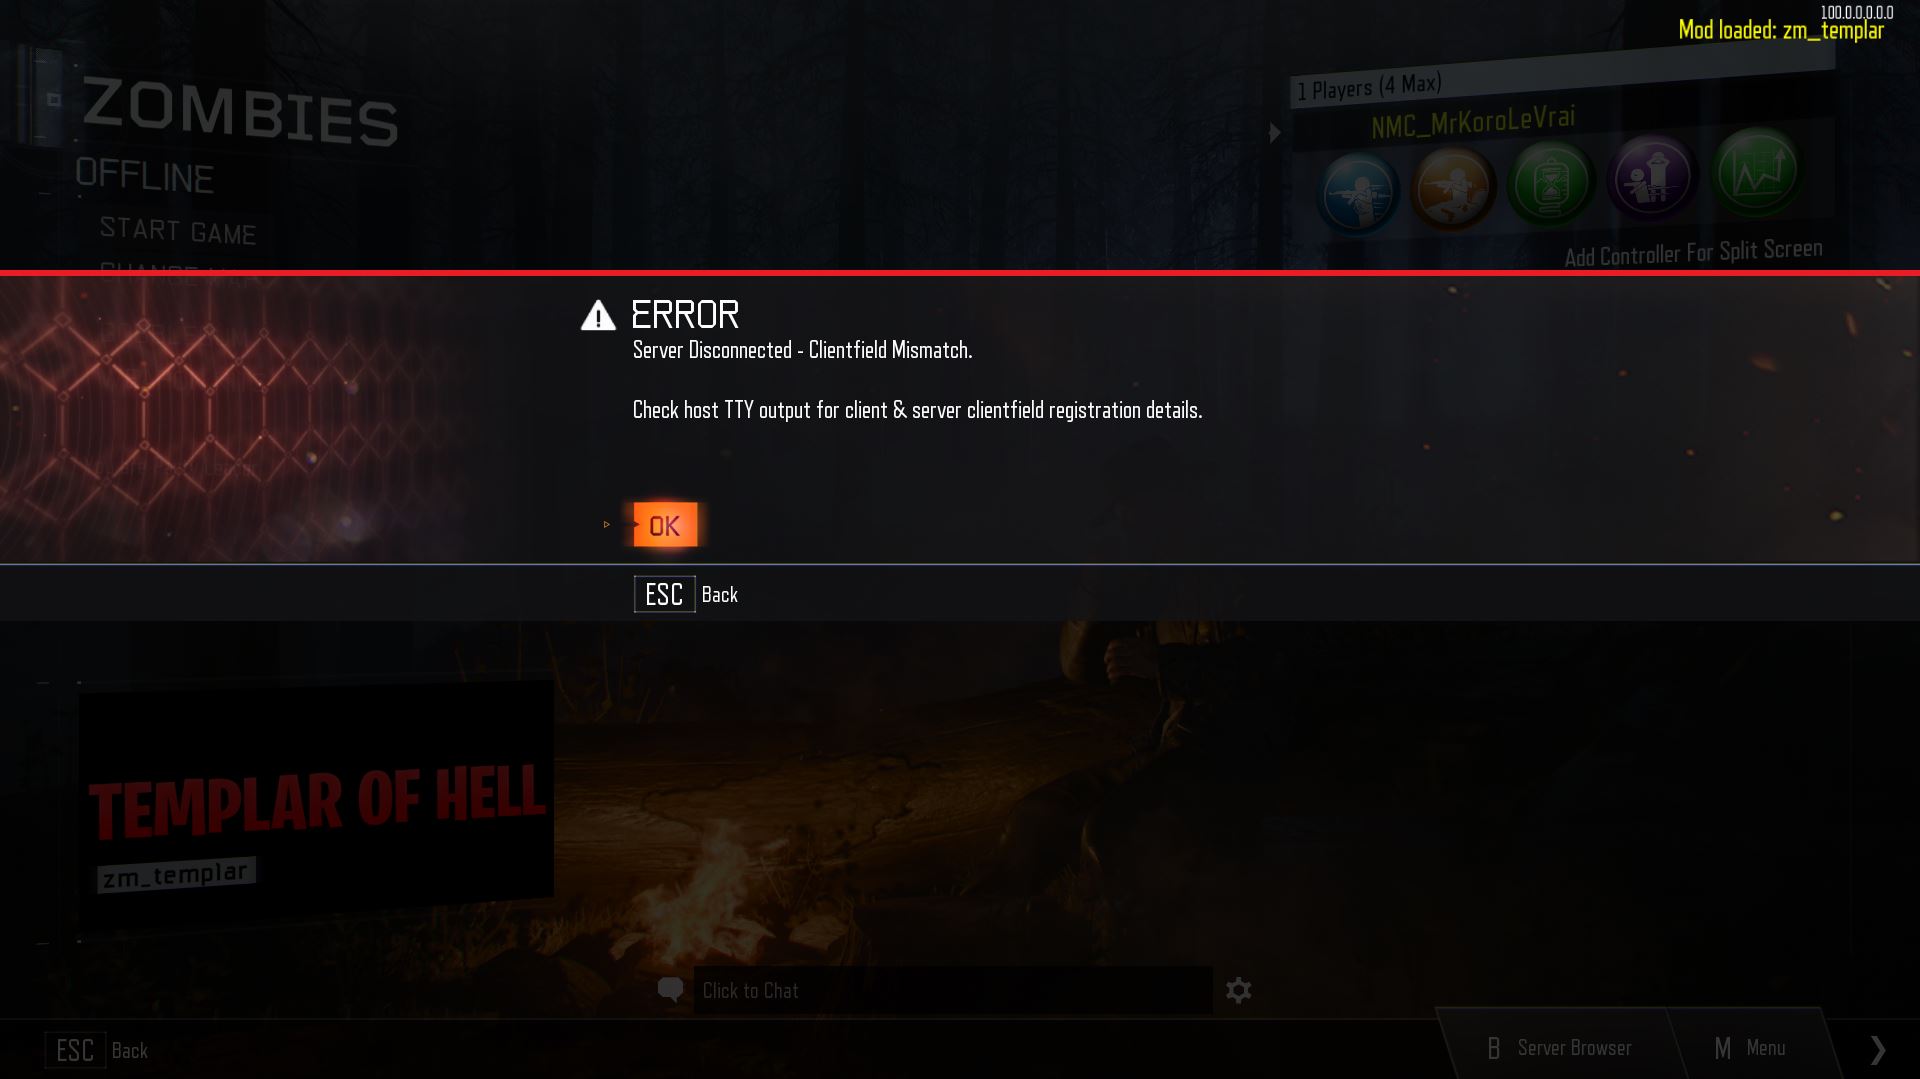 100.0.0.0.0.0
Mod loaded: zm_templar
ZOMBIES
OFFLINE
START GAME
CHANGE MAP
1 Players (4 Max)
NMC_MrKoroLeVrai
Add Controller For Split Screen
ERROR
Server Disconnected - Clientfield Mismatch.
Check host TTY output for client & server clientfield registration details.
OK
ESC Back
TEMPLAR OF HELL
zm_templar
Click to Chat
ESC Back
B Server Browser
M Menu